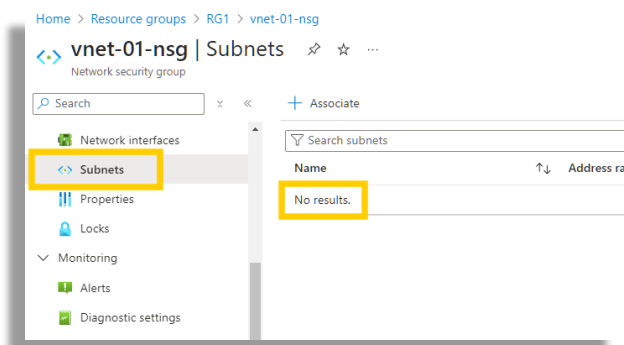 Home > Resource groups > RG1 > vnet-01-nsg
vnet-01-nsg | Subnets
Network security group
Search
Associate
Network interfaces
Search subnets
Subnets
Name
Address ra
Properties
No results.
Locks
Monitoring
Alerts
Diagnostic settings